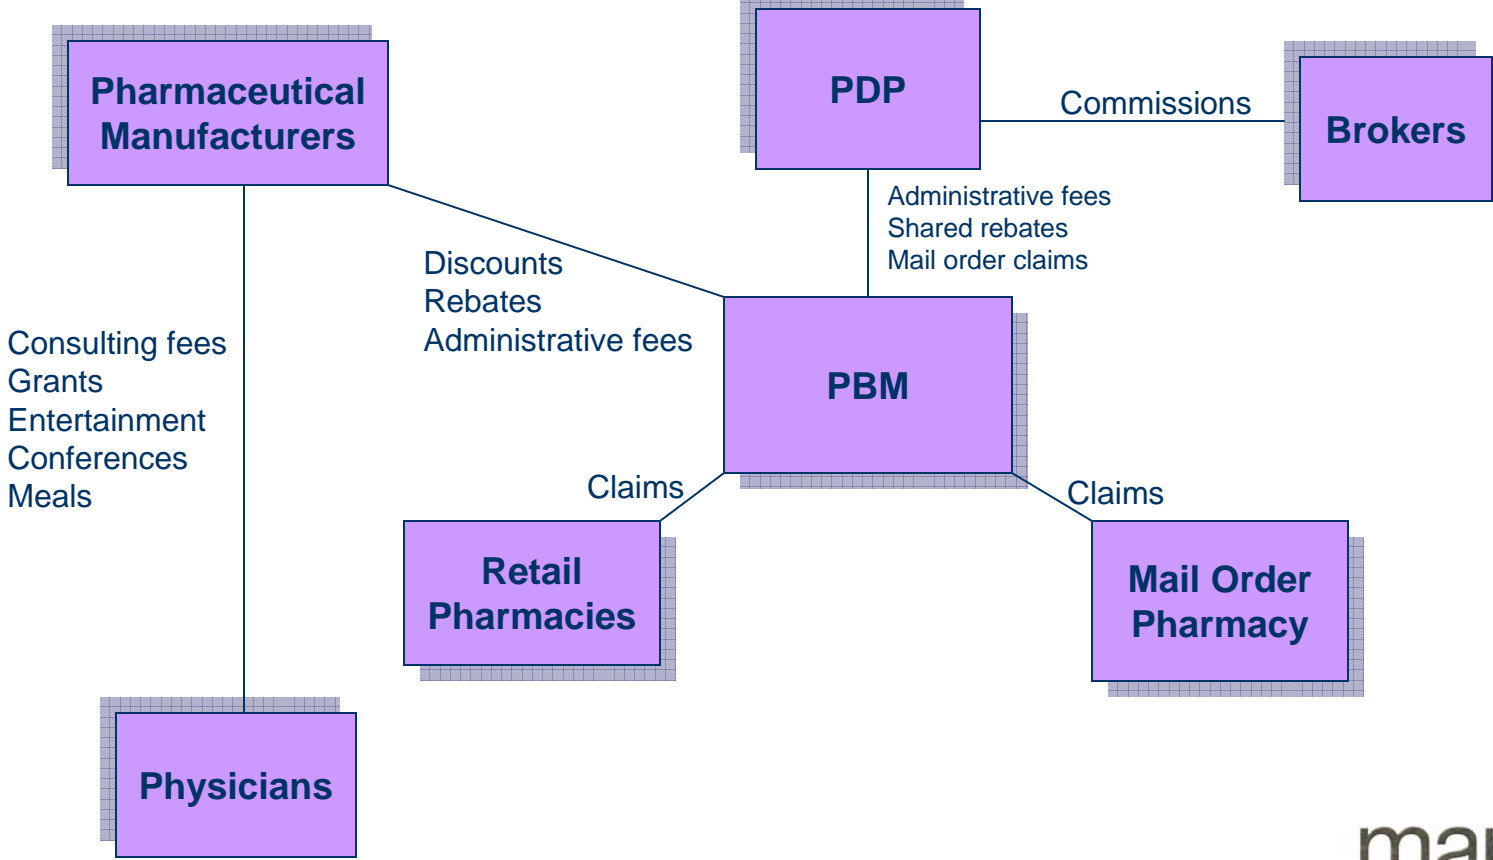 Pharmaceutical
Manufacturers
PDP
Commissions
Brokers
Administrative fees
Shared rebates
Mail order claims
Discounts
Rebates
Administrative fees
Consulting fees
Grants
Entertainment
Conferences
Meals
PBM
Claims
Claims
Retail
Pharmacies
Mail Order
Pharmacy
Physicians